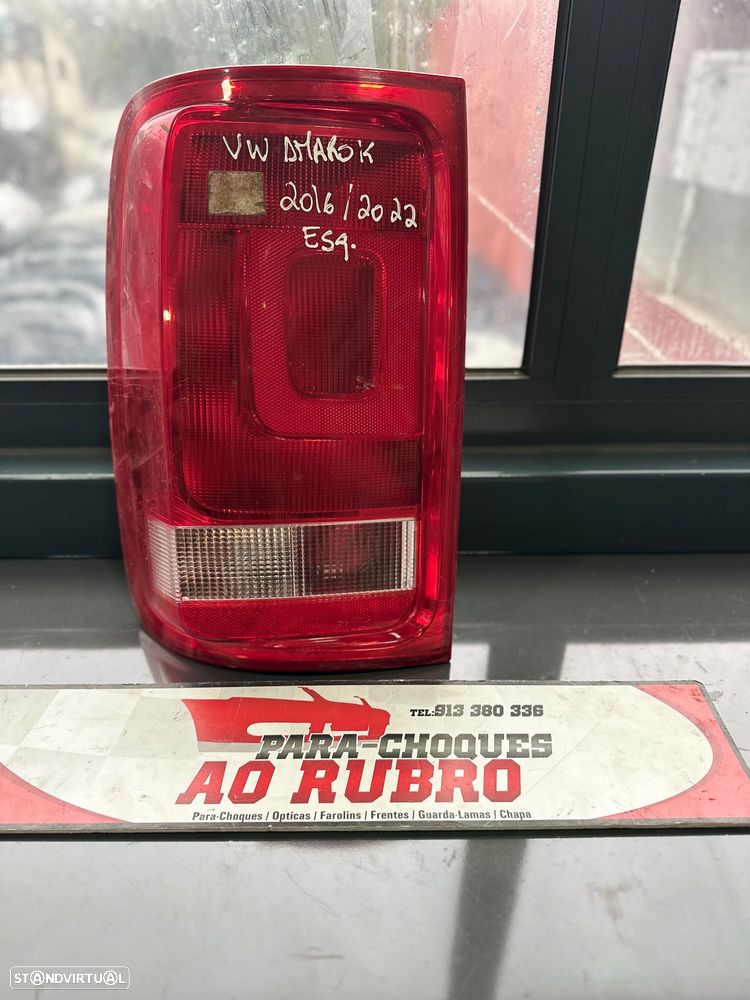 VW AMAROK
2016/2022
Esq.
TEL:913 380 336
PARA-CHOQUES
AO RUBRO
Para-Choques / Opticas / Farolins / Frentes / Guarda-Lamas / Chapa
STANDVIRTUAL